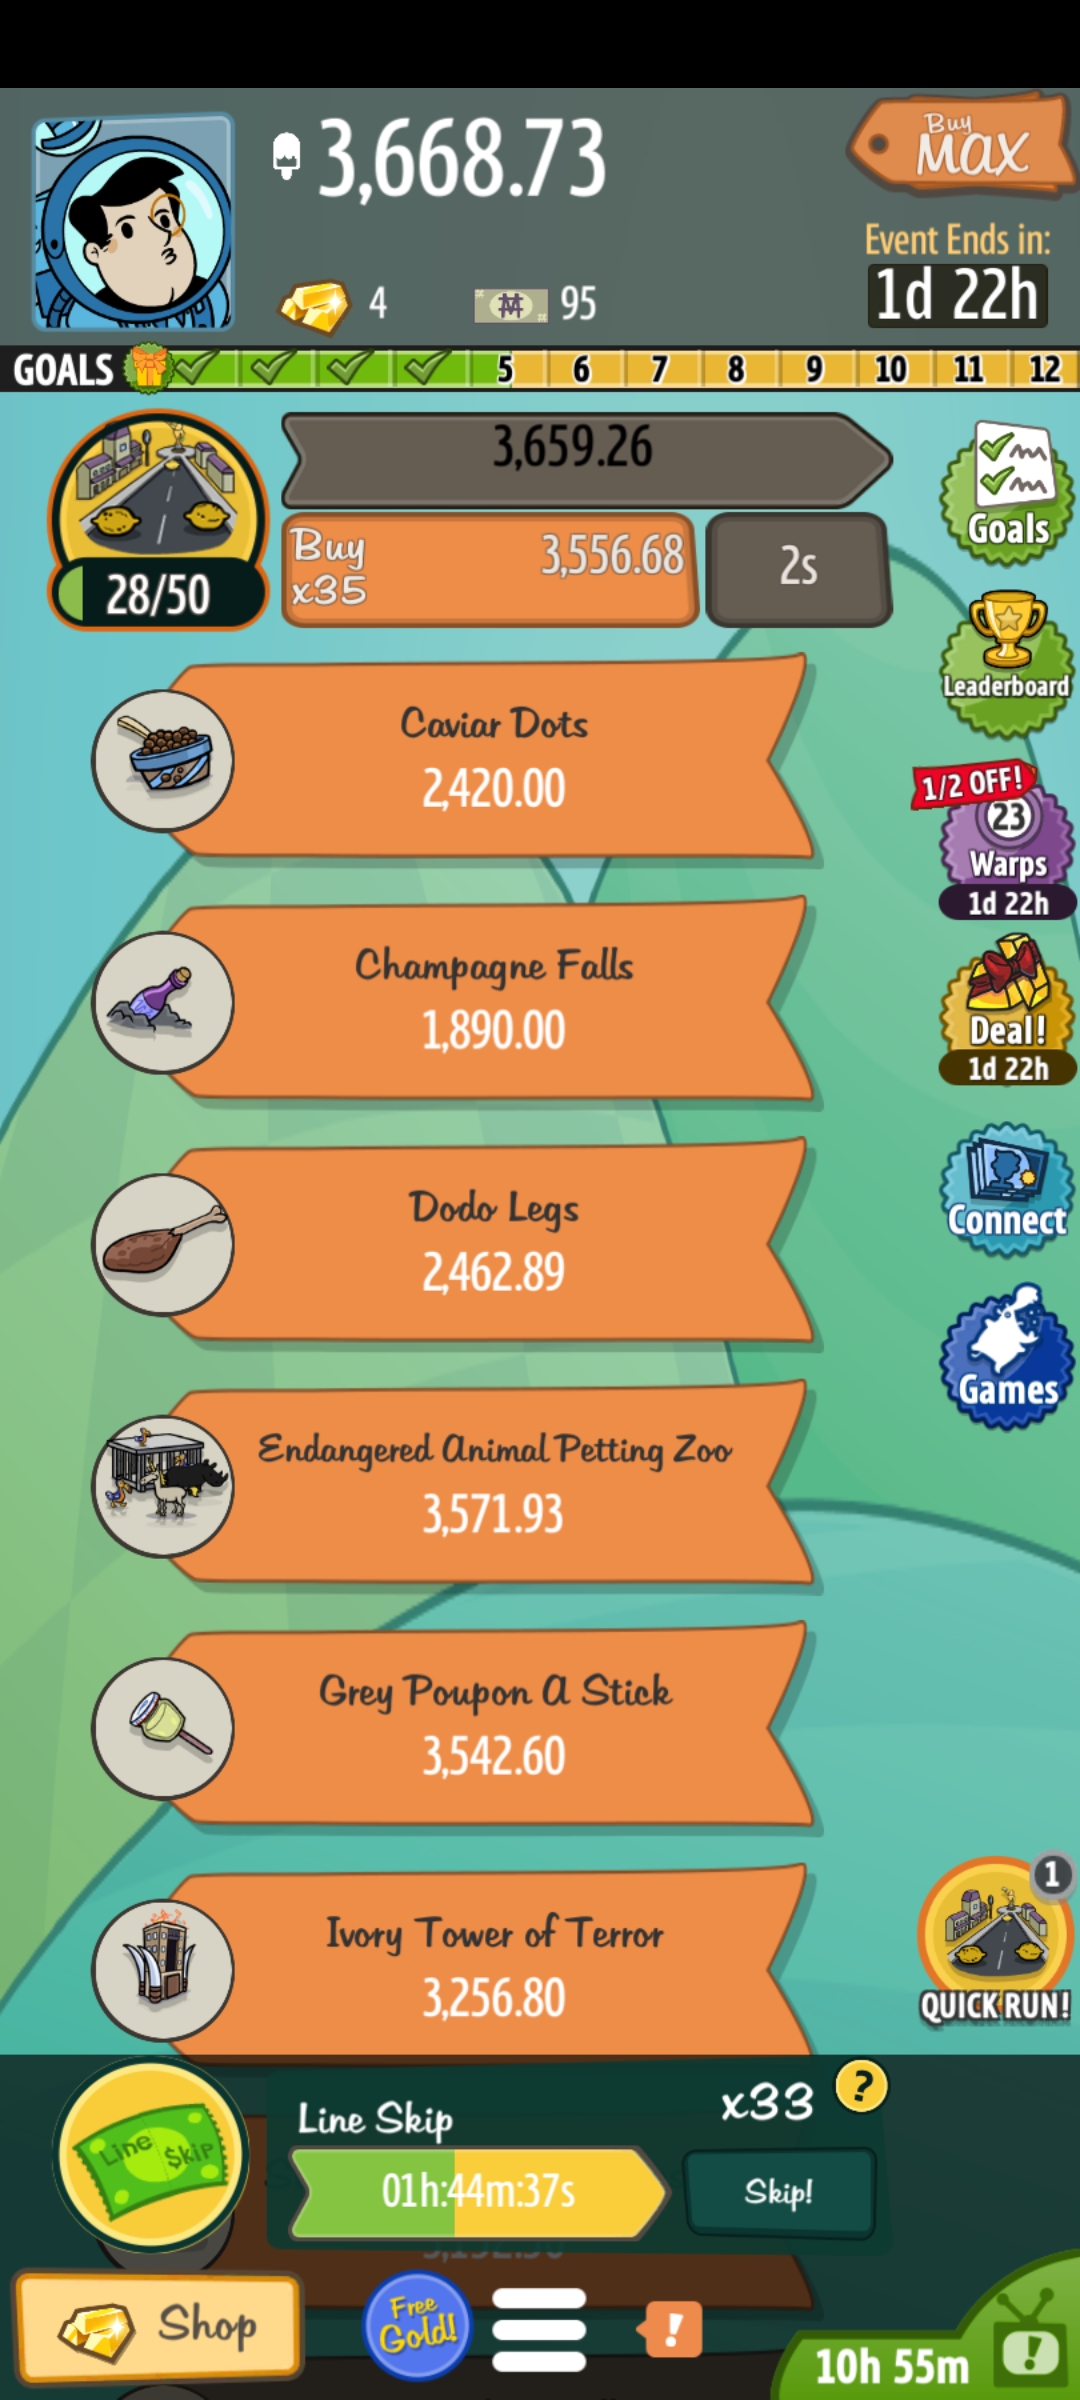 3,668.73
Buy
MAX
Event Ends in:
1d 22h
4
95
GOALS 5 6 7 8 9 10 11 12
3,659.26
Buy
x35
3,556.68
2s
28/50
Goals
Leaderboard
Caviar Dots
2,420.00
1/2 OFF!
23
Warps
1d 22h
Champagne Falls
1,890.00
Deal!
1d 22h
Dodo Legs
2,462.89
Connect
Games
Endangered Animal Petting Zoo
3,571.93
Grey Poupon A Stick
3,542.60
Ivory Tower of Terror
3,256.80
1
QUICK RUN!
Line $kip
Line Skip
x33
?
01h:44m:37s
Skip!
Shop
Free
Gold!
!
10h 55m
!